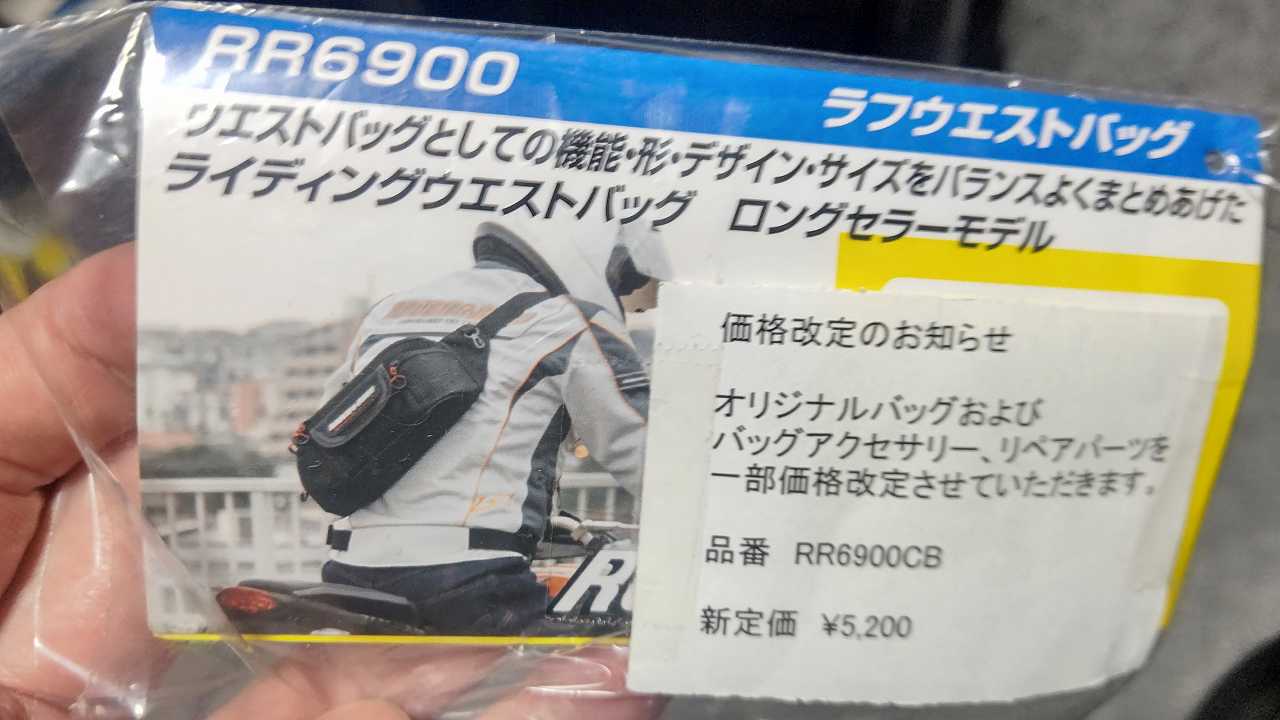 RR6900
ラフウエストバッグ
ウエストバッグとしての機能・形・デザイン・サイズをバランスよくまとめあげた
ライディングウエストバッグ ロングセラーモデル
価格改定のお知らせ
オリジナルバッグおよび
バッグアクセサリー、リペアパーツを
一部価格改定させていただきます。
品番 RR6900CB
新定価 ¥5,200